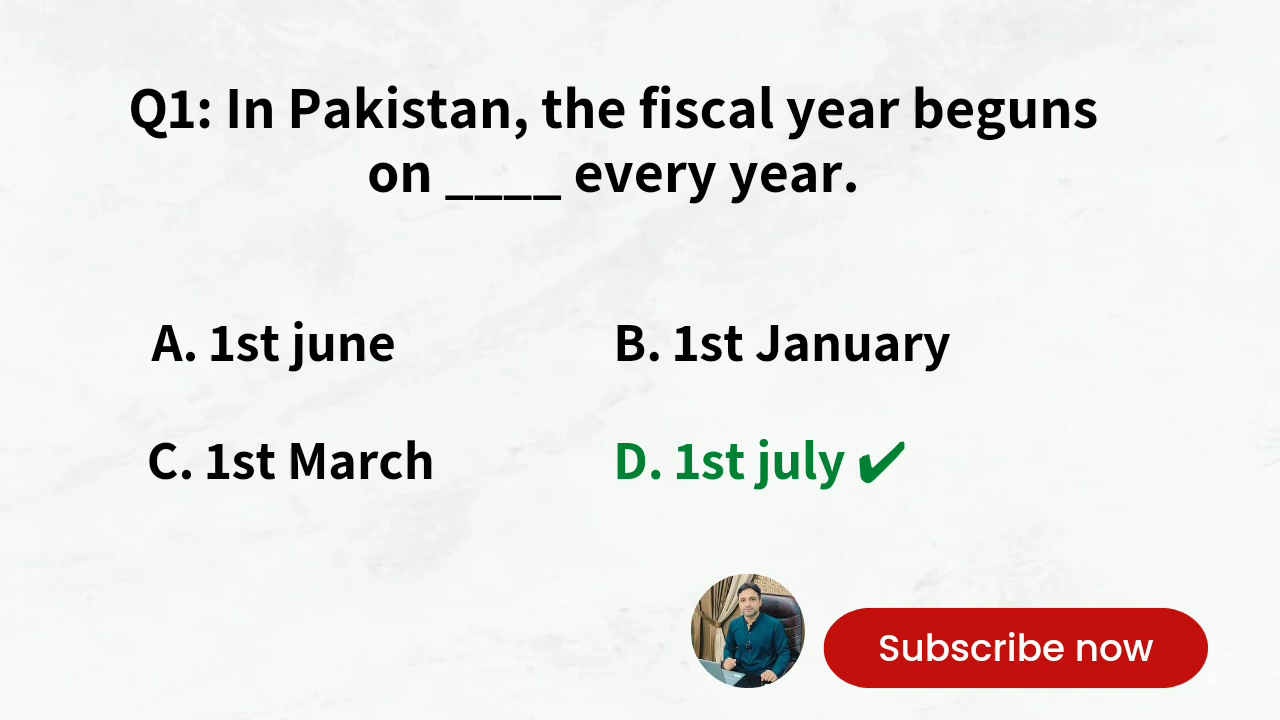 Q1: In Pakistan, the fiscal year beguns
on ____ every year.
A. 1st june
B. 1st January
C. 1st March
D. 1st july ✔
Subscribe now